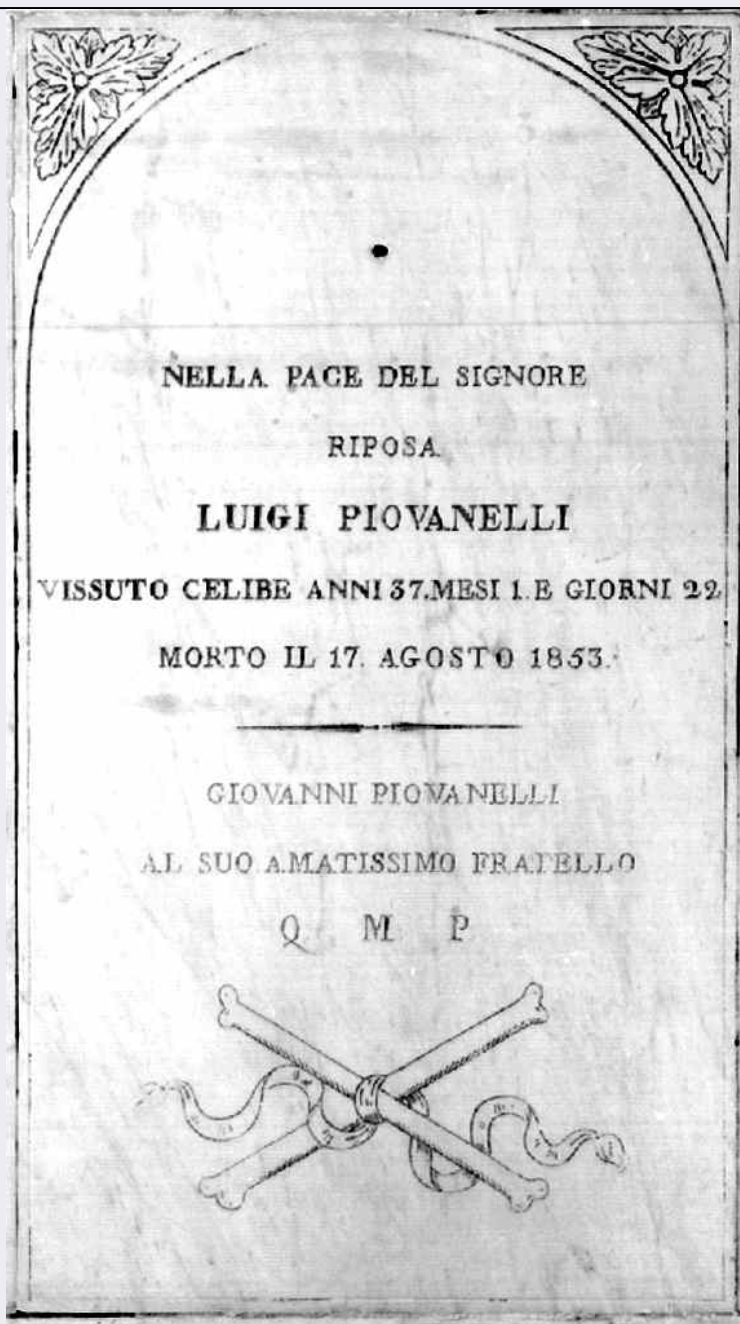 NELLA PACE DEL SIGNORE
RIPOSA
LUIGI PIOVANELLI
VISSUTO CELIBE ANNI 37. MESI 1. E GIORNI 22
MORTO IL 17. AGOSTO 1853.
GIOVANNI PIOVANELLI
AL SUO AMATISSIMO FRATELLO
Q M P